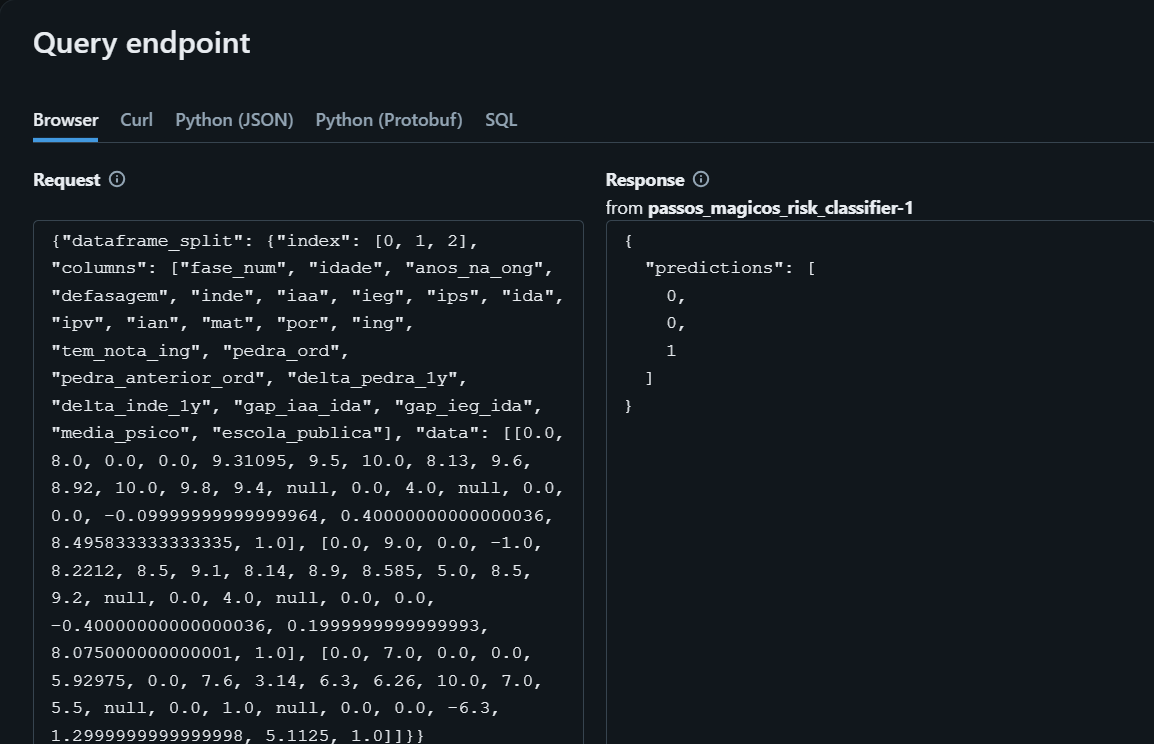 Query endpoint
Browser Curl Python (JSON) Python (Protobuf) SQL
Request
{"dataframe_split": {"index": [0, 1, 2],
"columns": ["fase_num", "idade", "anos_na_ong",
"defasagem", "inde", "iaa", "ieg", "ips", "ida",
"ipv", "ian", "mat", "por", "ing",
"tem_nota_ing", "pedra_ord",
"pedra_anterior_ord", "delta_pedra_1y",
"delta_inde_1y", "gap_iaa_ida", "gap_ieg_ida",
"media_psico", "escola_publica"], "data": [[0.0,
8.0, 0.0, 0.0, 9.31095, 9.5, 10.0, 8.13, 9.6,
8.92, 10.0, 9.8, 9.4, null, 0.0, 4.0, null, 0.0,
0.0, -0.09999999999999964, 0.40000000000000036,
8.495833333333335, 1.0], [0.0, 9.0, 0.0, -1.0,
8.2212, 8.5, 9.1, 8.14, 8.9, 8.585, 5.0, 8.5,
9.2, null, 0.0, 4.0, null, 0.0, 0.0,
-0.40000000000000036, 0.1999999999999993,
8.075000000000001, 1.0], [0.0, 7.0, 0.0, 0.0,
5.92975, 0.0, 7.6, 3.14, 6.3, 6.26, 10.0, 7.0,
5.5, null, 0.0, 1.0, null, 0.0, 0.0, -6.3,
1.2999999999999998, 5.1125, 1.0]]}}
Response
from passos_magicos_risk_classifier-1
{
"predictions": [
0,
0,
1
]
}